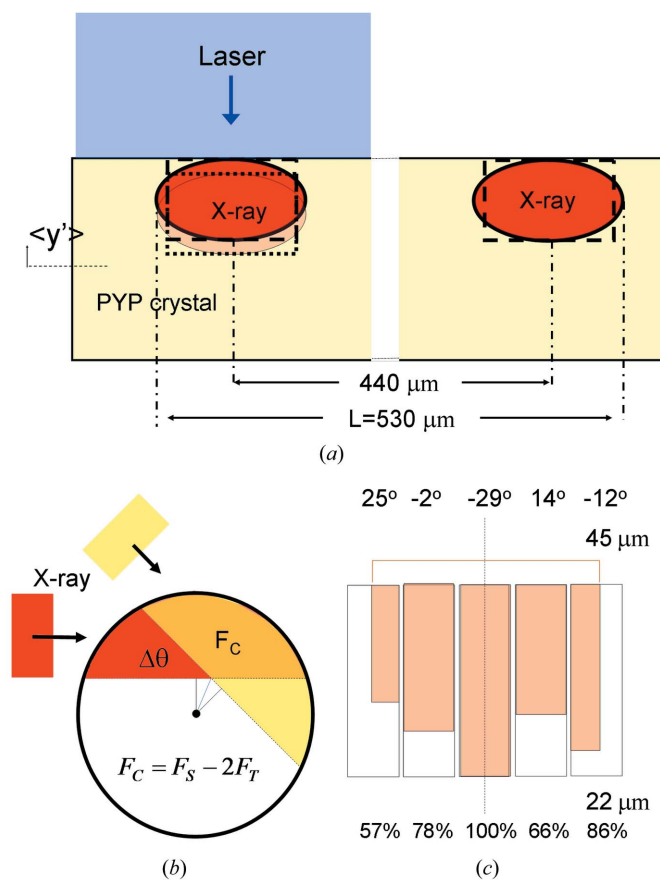 Laser
X-ray
X-ray
<y'>
PYP crystal
440 μm
L=530 μm
(a)
25° -2° -29° 14° -12°
45 μm
X-ray
F_C
Δθ
F_C = F_S − 2F_T
22 μm
57% 78% 100% 66% 86%
(b) (c)